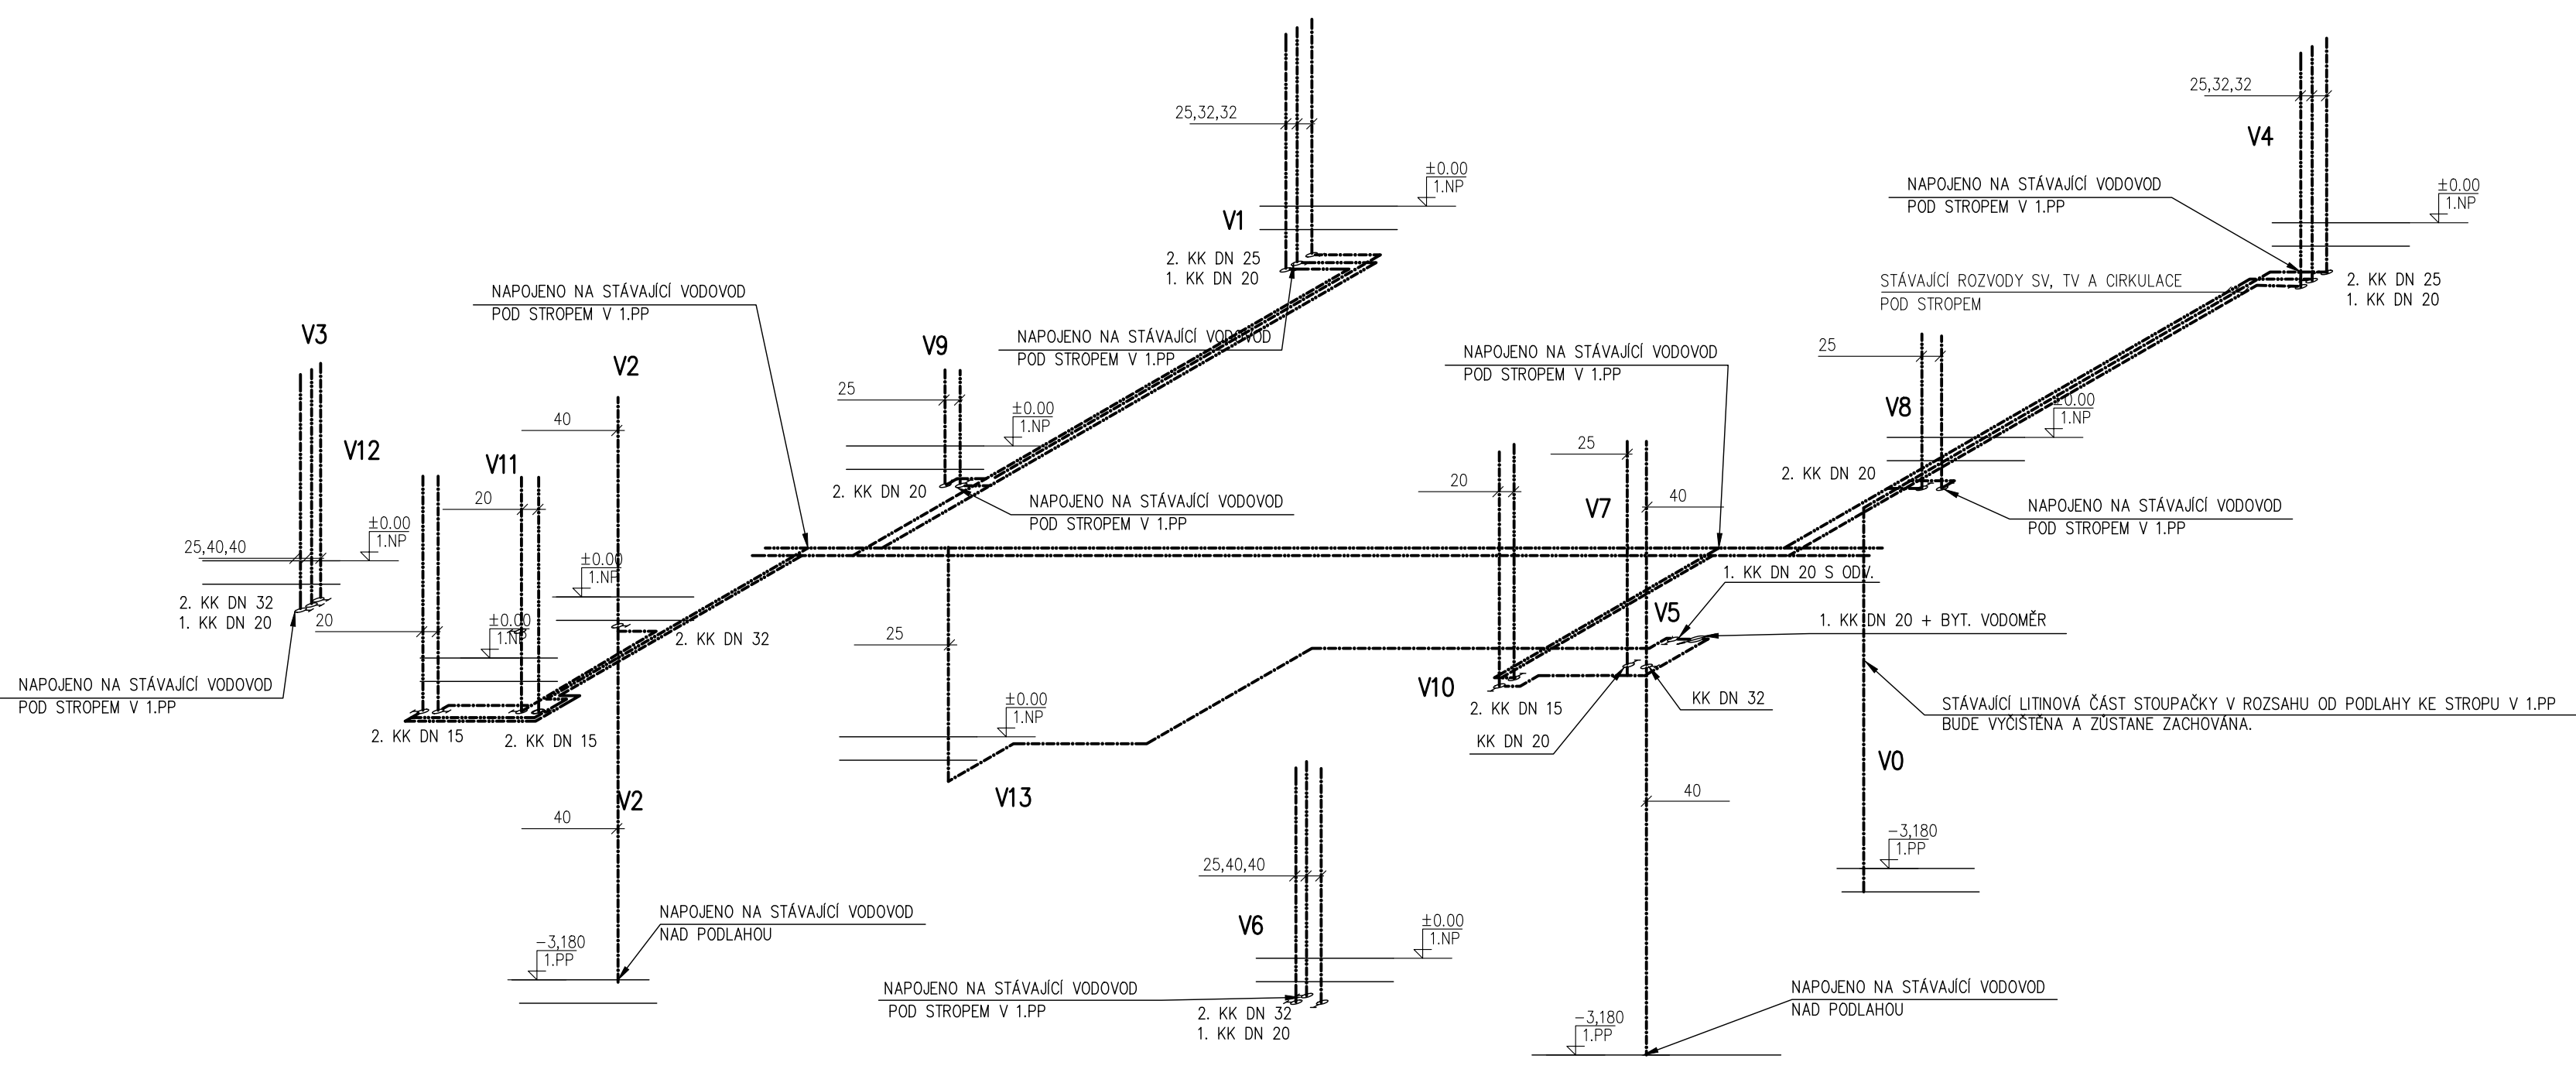 25,32,32
25,32,32
V4
±0.00
1.NP
NAPOJENO NA STÁVAJÍCÍ VODOVOD
POD STROPEM V 1.PP
±0.00
1.NP
V1
2. KK DN 25
1. KK DN 20
STÁVAJÍCÍ ROZVODY SV, TV A CIRKULACE
POD STROPEM
2. KK DN 25
1. KK DN 20
NAPOJENO NA STÁVAJÍCÍ VODOVOD
POD STROPEM V 1.PP
V3
V2
V9
NAPOJENO NA STÁVAJÍCÍ VODOVOD
POD STROPEM V 1.PP
NAPOJENO NA STÁVAJÍCÍ VODOVOD
POD STROPEM V 1.PP
25
25
V8
±0.00
1.NP
±0.00
1.NP
40
V12
V11
20
2. KK DN 20
NAPOJENO NA STÁVAJÍCÍ VODOVOD
POD STROPEM V 1.PP
25
20
V7
40
2. KK DN 20
NAPOJENO NA STÁVAJÍCÍ VODOVOD
POD STROPEM V 1.PP
±0.00
1.NP
25,40,40
±0.00
1.NP
2. KK DN 32
1. KK DN 20
20
±0.00
1.NP
2. KK DN 32
25
1. KK DN 20 S ODV.
V5
1. KK DN 20 + BYT. VODOMĚR
NAPOJENO NA STÁVAJÍCÍ VODOVOD
POD STROPEM V 1.PP
2. KK DN 15
2. KK DN 15
±0.00
1.NP
V10
2. KK DN 15
KK DN 20
KK DN 32
STÁVAJÍCÍ LITINOVÁ ČÁST STOUPAČKY V ROZSAHU OD PODLAHY KE STROPU V 1.PP
BUDE VYČIŠTĚNA A ZŮSTANE ZACHOVÁNA.
V0
V2
40
V13
40
-3,180
1.PP
25,40,40
V6
±0.00
1.NP
NAPOJENO NA STÁVAJÍCÍ VODOVOD
NAD PODLAHOU
-3,180
1.PP
NAPOJENO NA STÁVAJÍCÍ VODOVOD
POD STROPEM V 1.PP
2. KK DN 32
1. KK DN 20
NAPOJENO NA STÁVAJÍCÍ VODOVOD
NAD PODLAHOU
-3,180
1.PP